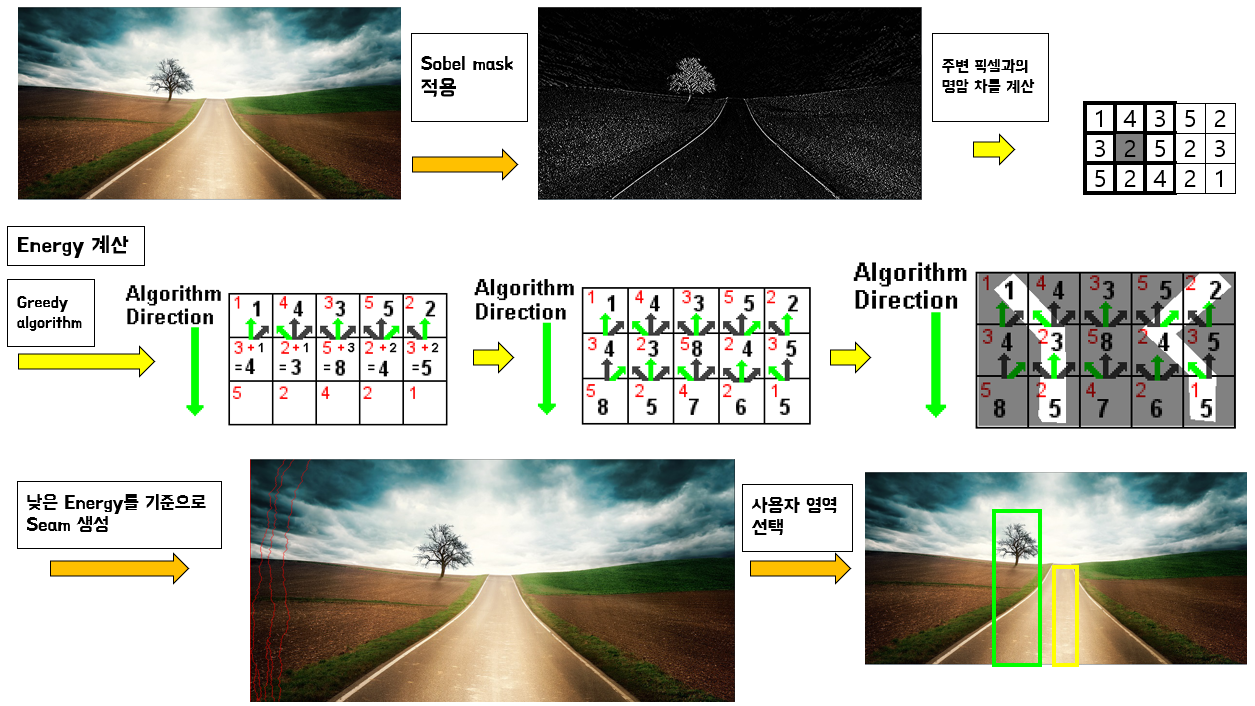 Sobel mask
적용
주변 픽셀과의
명암 차를 계산
1 4 3 5 2
3 2 5 2 3
5 2 4 2 1
Energy 계산
Greedy
algorithm
Algorithm
Direction
1 1 4 4 3 3 5 5 2 2
3 + 1 2 + 1 5 + 3 2 + 2 3 + 2
=4 =3 =8 =4 =5
5 2 4 2 1
Algorithm
Direction
1 1 4 4 3 3 5 5 2 2
3 4 2 3 5 8 2 4 3 5
5 8 2 5 4 7 2 6 1 5
Algorithm
Direction
1 1 4 4 3 3 5 5 2 2
3 4 2 3 5 8 2 4 3 5
5 8 2 5 4 7 2 6 1 5
낮은 Energy를 기준으로
Seam 생성
사용자 영역
선택